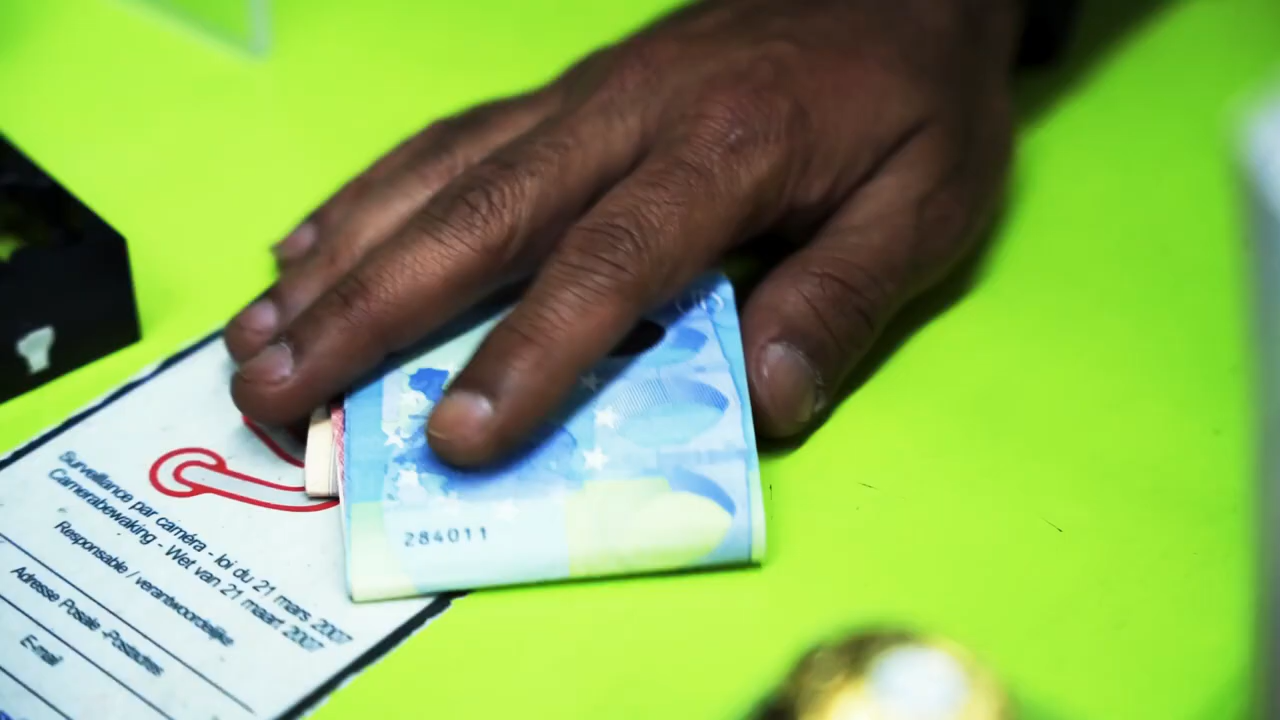 284011
Surveillance par caméra - loi du 21 mars 2007
Camerabewaking - Wet van 21 maart 2007
Responsable / verantwoordelijke
Adresse Postale -Postadres
E-mail